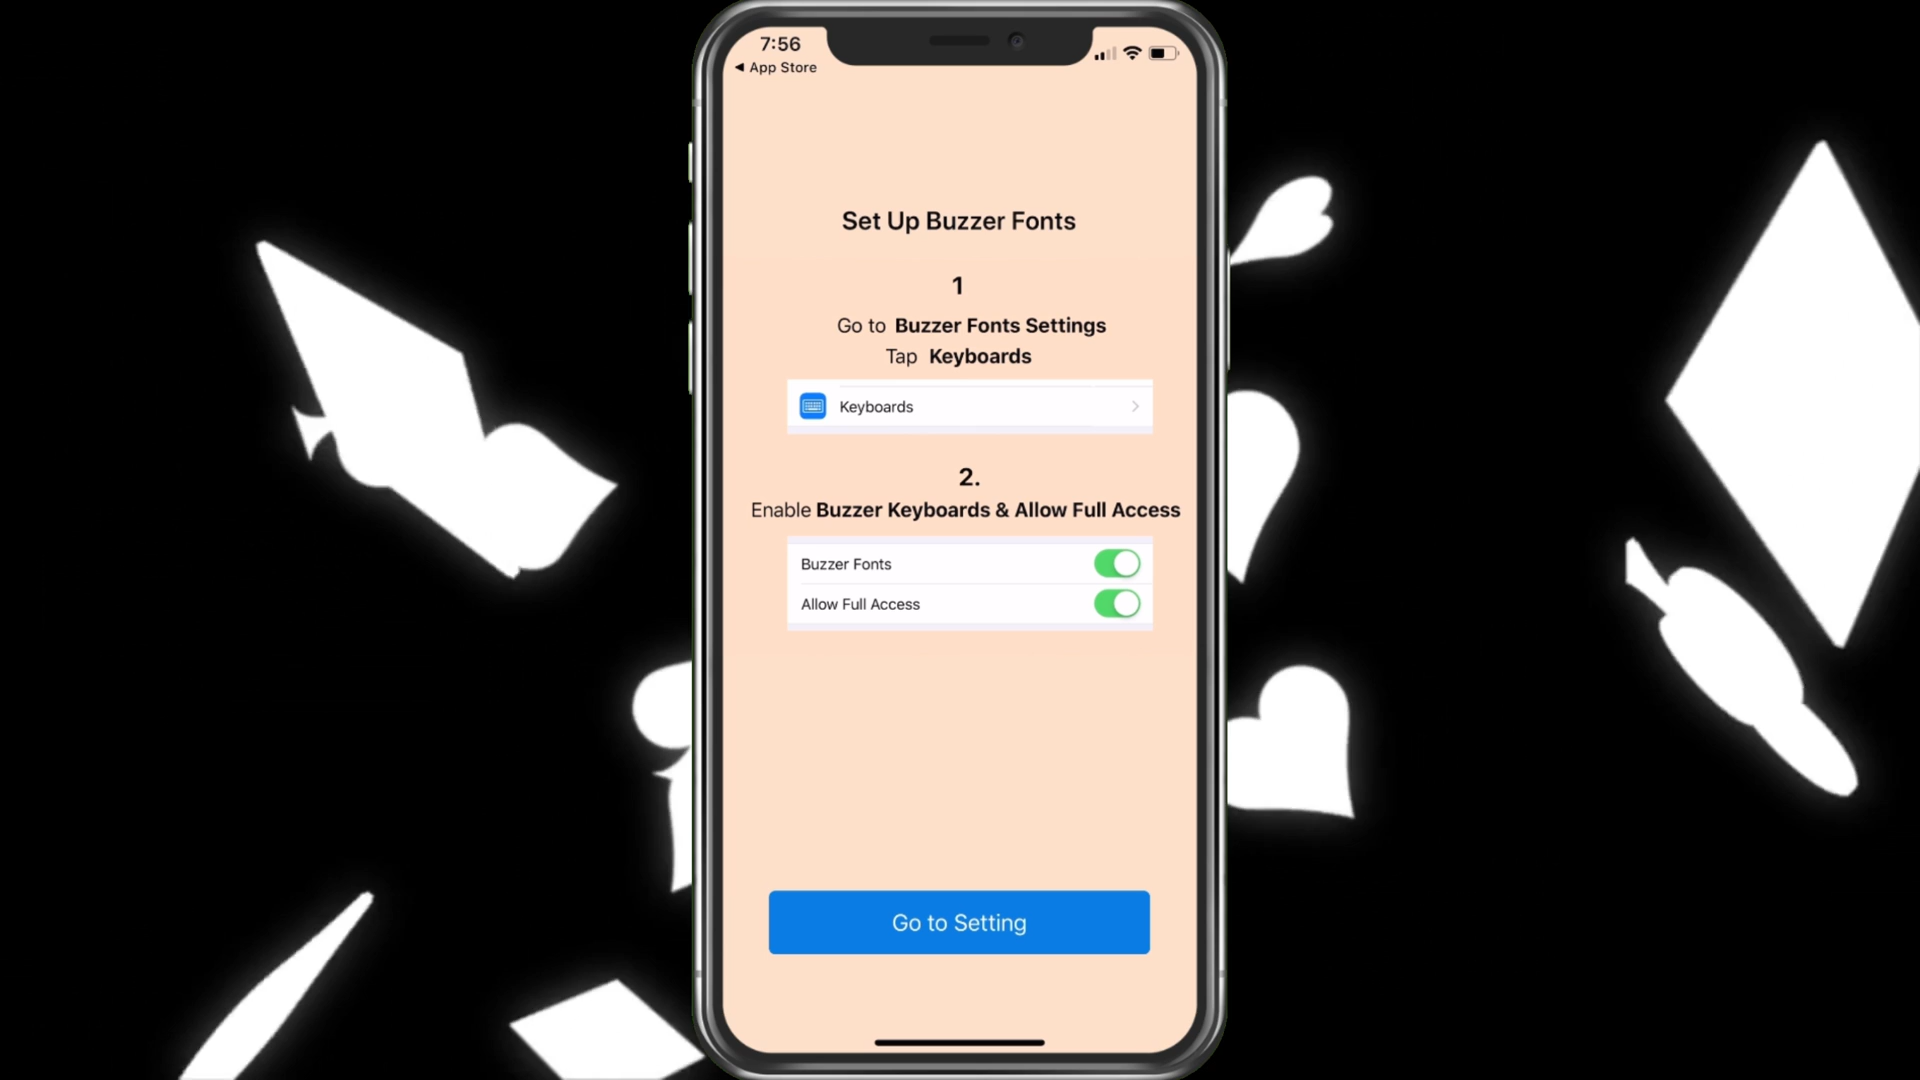 7:56
◀ App Store
Set Up Buzzer Fonts
1
Go to Buzzer Fonts Settings
Tap Keyboards
Keyboards
2.
Enable Buzzer Keyboards & Allow Full Access
Buzzer Fonts
Allow Full Access
Go to Setting